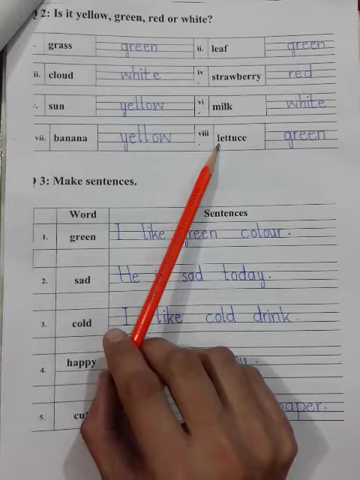 Q 2: Is it yellow, green, red or white?
. grass green ii. leaf green
ii. cloud white iv. strawberry red
. sun yellow vi. milk white
vii. banana yellow viii. lettuce green
Q 3: Make sentences.
Word Sentences
1. green I like green colour.
2. sad He is sad today.
3. cold I like cold drink.
4. happy
5. paper.